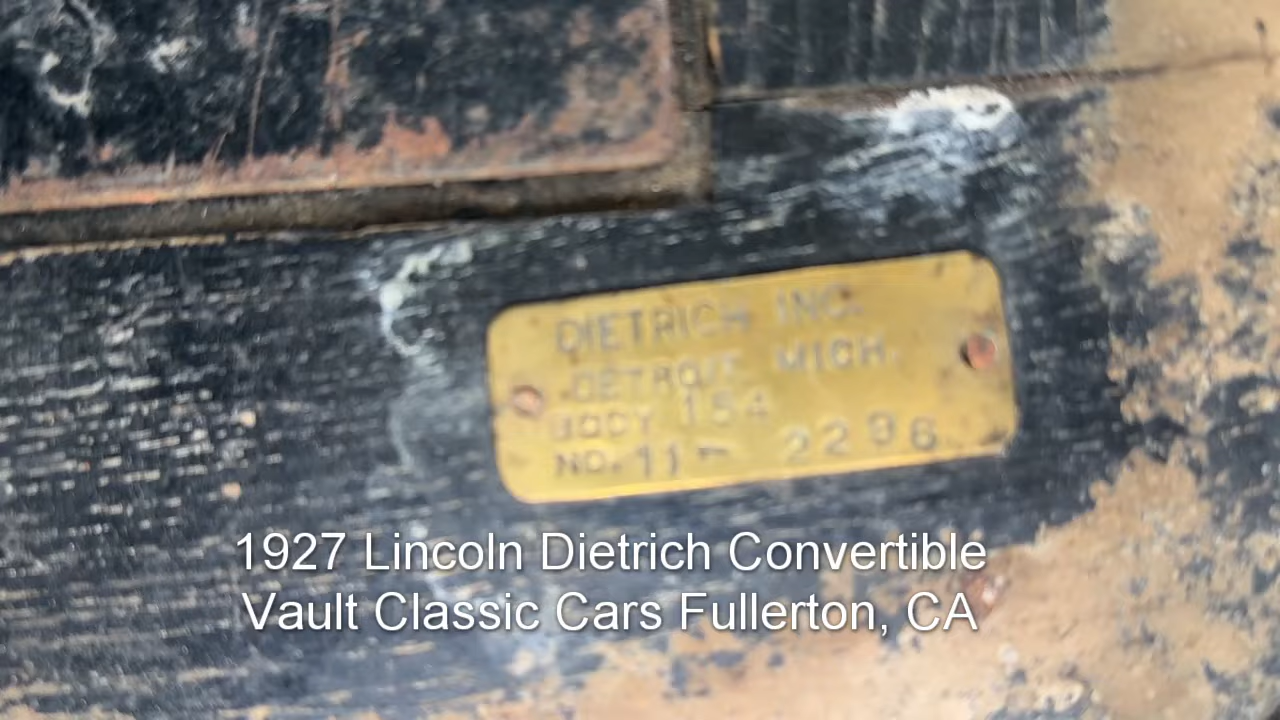 DIETRICH INC.
DETROIT MICH.
BODY 154
NO. 11- 2296
1927 Lincoln Dietrich Convertible
Vault Classic Cars Fullerton, CA